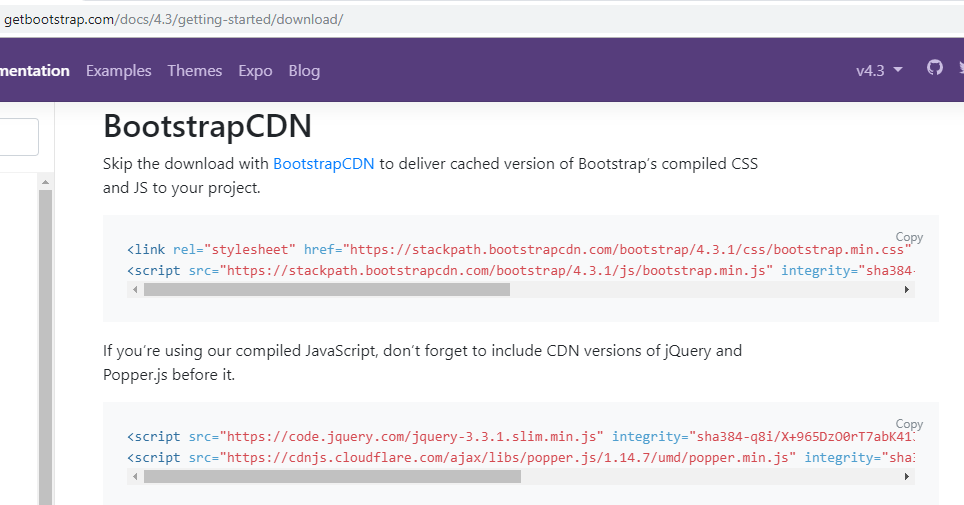 getbootstrap.com/docs/4.3/getting-started/download/
mentation Examples Themes Expo Blog v4.3
BootstrapCDN
Skip the download with BootstrapCDN to deliver cached version of Bootstrap's compiled CSS
and JS to your project.
Copy
<link rel="stylesheet" href="https://stackpath.bootstrapcdn.com/bootstrap/4.3.1/css/bootstrap.min.css"
<script src="https://stackpath.bootstrapcdn.com/bootstrap/4.3.1/js/bootstrap.min.js" integrity="sha384-
If you're using our compiled JavaScript, don't forget to include CDN versions of jQuery and
Popper.js before it.
Copy
<script src="https://code.jquery.com/jquery-3.3.1.slim.min.js" integrity="sha384-q8i/X+965DzO0rT7abK41
<script src="https://cdnjs.cloudflare.com/ajax/libs/popper.js/1.14.7/umd/popper.min.js" integrity="sha